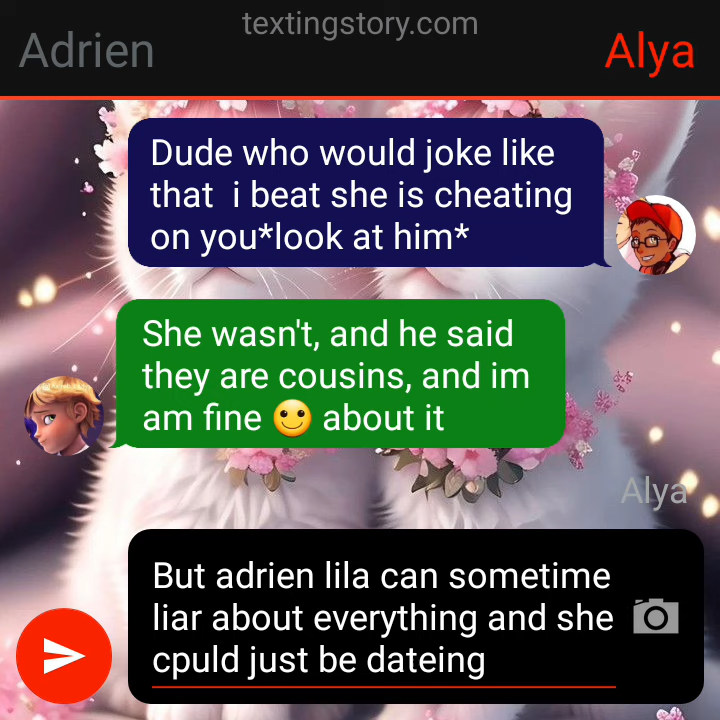 textingstory.com
Adrien
Alya
Dude who would joke like
that  i beat she is cheating
on you*look at him*
She wasn't, and he said
they are cousins, and im
am fine 🙂 about it
Alya
But adrien lila can sometime
liar about everything and she
cpuld just be dateing